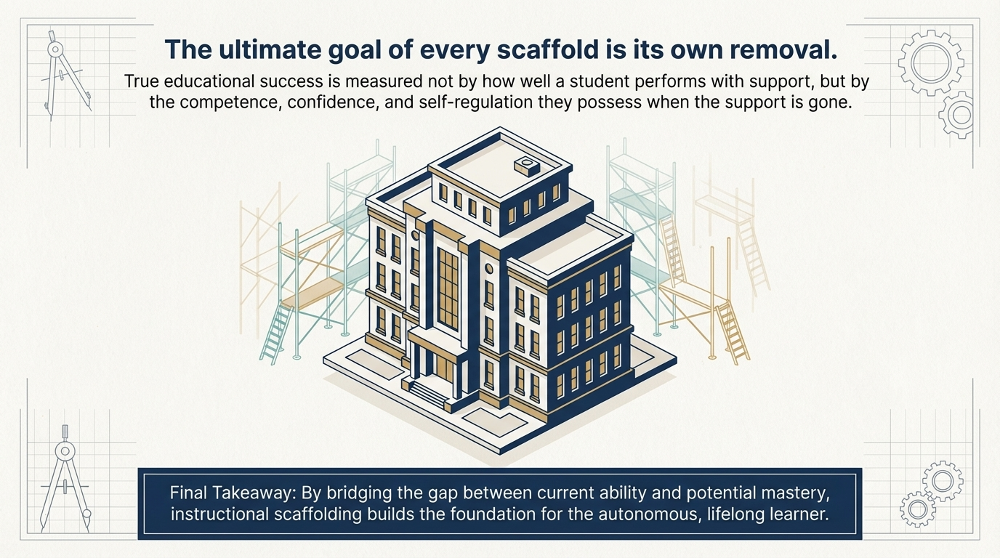 The ultimate goal of every scaffold is its own removal.
True educational success is measured not by how well a student performs with support, but by
the competence, confidence, and self-regulation they possess when the support is gone.
Final Takeaway: By bridging the gap between current ability and potential mastery,
instructional scaffolding builds the foundation for the autonomous, lifelong learner.